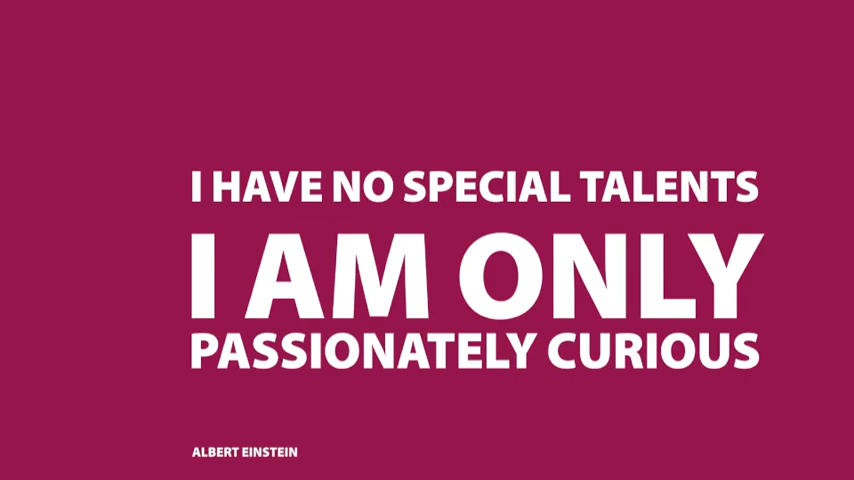 I HAVE NO SPECIAL TALENTS
I AM ONLY
PASSIONATELY CURIOUS
ALBERT EINSTEIN